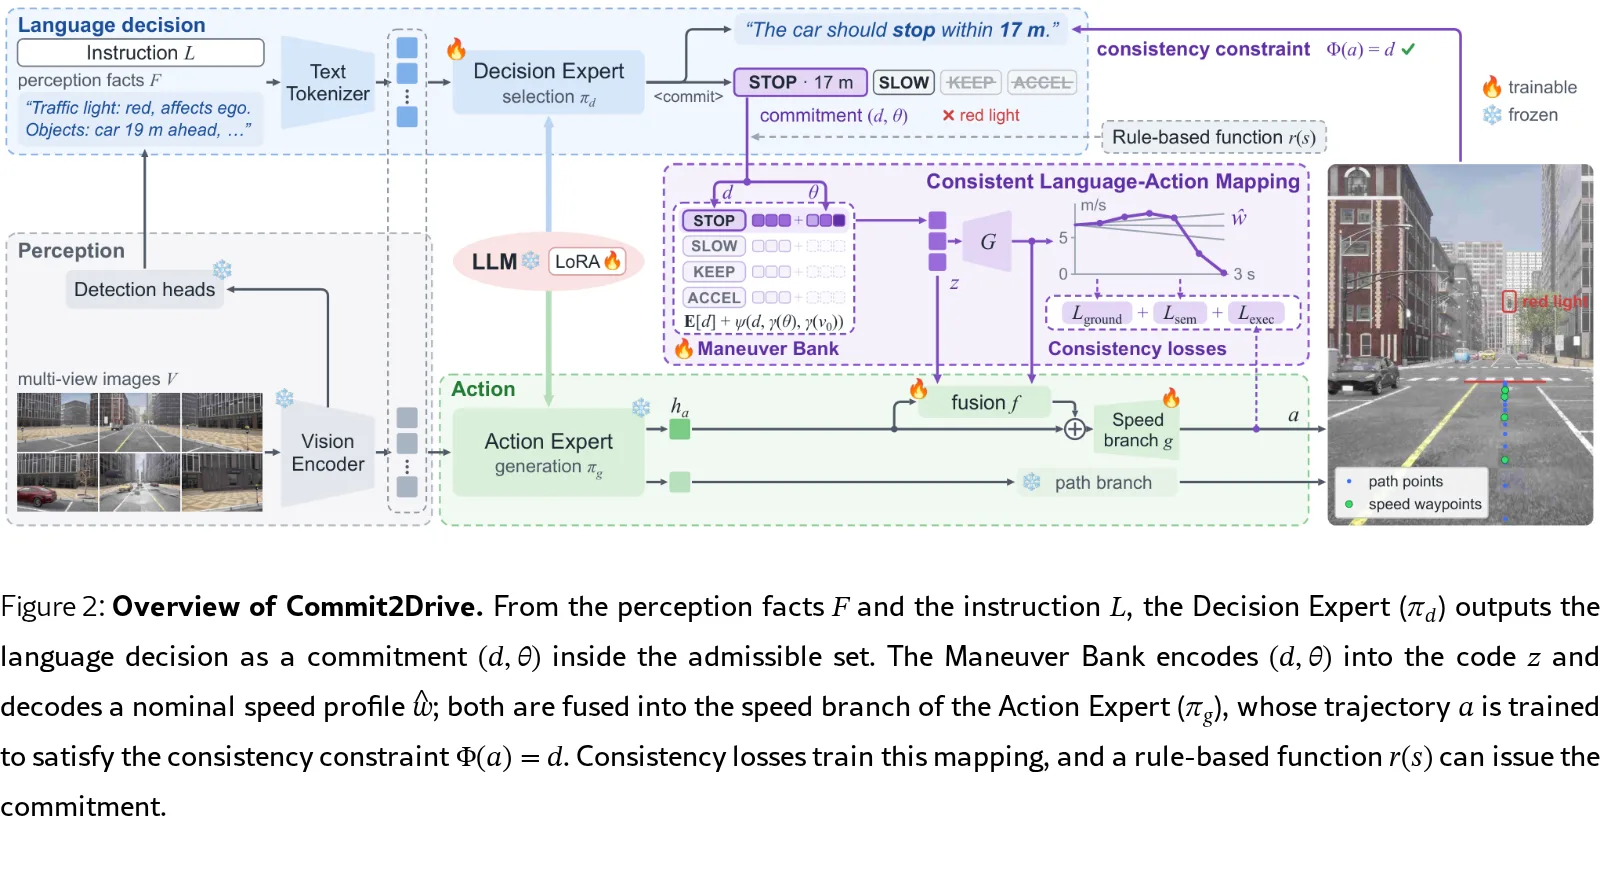 Language decision
Instruction L
perception facts F
“Traffic light: red, affects ego.
Objects: car 19 m ahead, …”
Text
Tokenizer
Decision Expert
selection π_d
<commit>
“The car should stop within 17 m.”
STOP · 17 m
SLOW
KEEP
ACCEL
commitment (d, θ)
✕ red light
consistency constraint Φ(a) = d ✓
trainable
frozen
Rule-based function r(s)
Perception
Detection heads
multi-view images V
Vision
Encoder
LLM
LoRA
Consistent Language-Action Mapping
d
θ
STOP
SLOW
KEEP
ACCEL
E[d] + ψ(d, γ(θ), γ(v₀))
Maneuver Bank
z
G
m/s
5
0
3 s
ŵ
L_ground + L_sem + L_exec
Consistency losses
Action
Action Expert
generation π_g
h_a
fusion f
Speed
branch g
a
path branch
red light
path points
speed waypoints
Figure 2: Overview of Commit2Drive. From the perception facts F and the instruction L, the Decision Expert (π_d) outputs the
language decision as a commitment (d, θ) inside the admissible set. The Maneuver Bank encodes (d, θ) into the code z and
decodes a nominal speed profile ŵ; both are fused into the speed branch of the Action Expert (π_g), whose trajectory a is trained
to satisfy the consistency constraint Φ(a) = d. Consistency losses train this mapping, and a rule-based function r(s) can issue the
commitment.